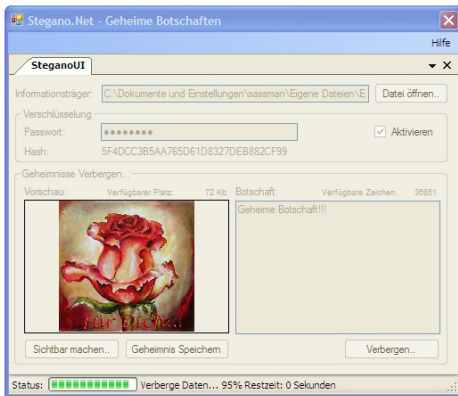 Stegano.Net - Geheime Botschaften
Hilfe
SteganoUI
Informationsträger: C:\Dokumente und Einstellungen\sassman\Eigene Dateien\E Datei öffnen..
Verschlüsselung
Passwort: ●●●●●●●● Aktivieren
Hash: 5F4DCC3B5AA765D61D8327DEB882CF99
Geheimnisse Verbergen...
Vorschau: Verfügbarer Platz: 72 Kb Botschaft: Verfügbare Zeichen: 36851
Geheime Botschaft!!!
Für Dich
Sichtbar machen.. Geheimnis Speichern Verbergen..
Status: Verberge Daten... 95% Restzeit: 0 Sekunden